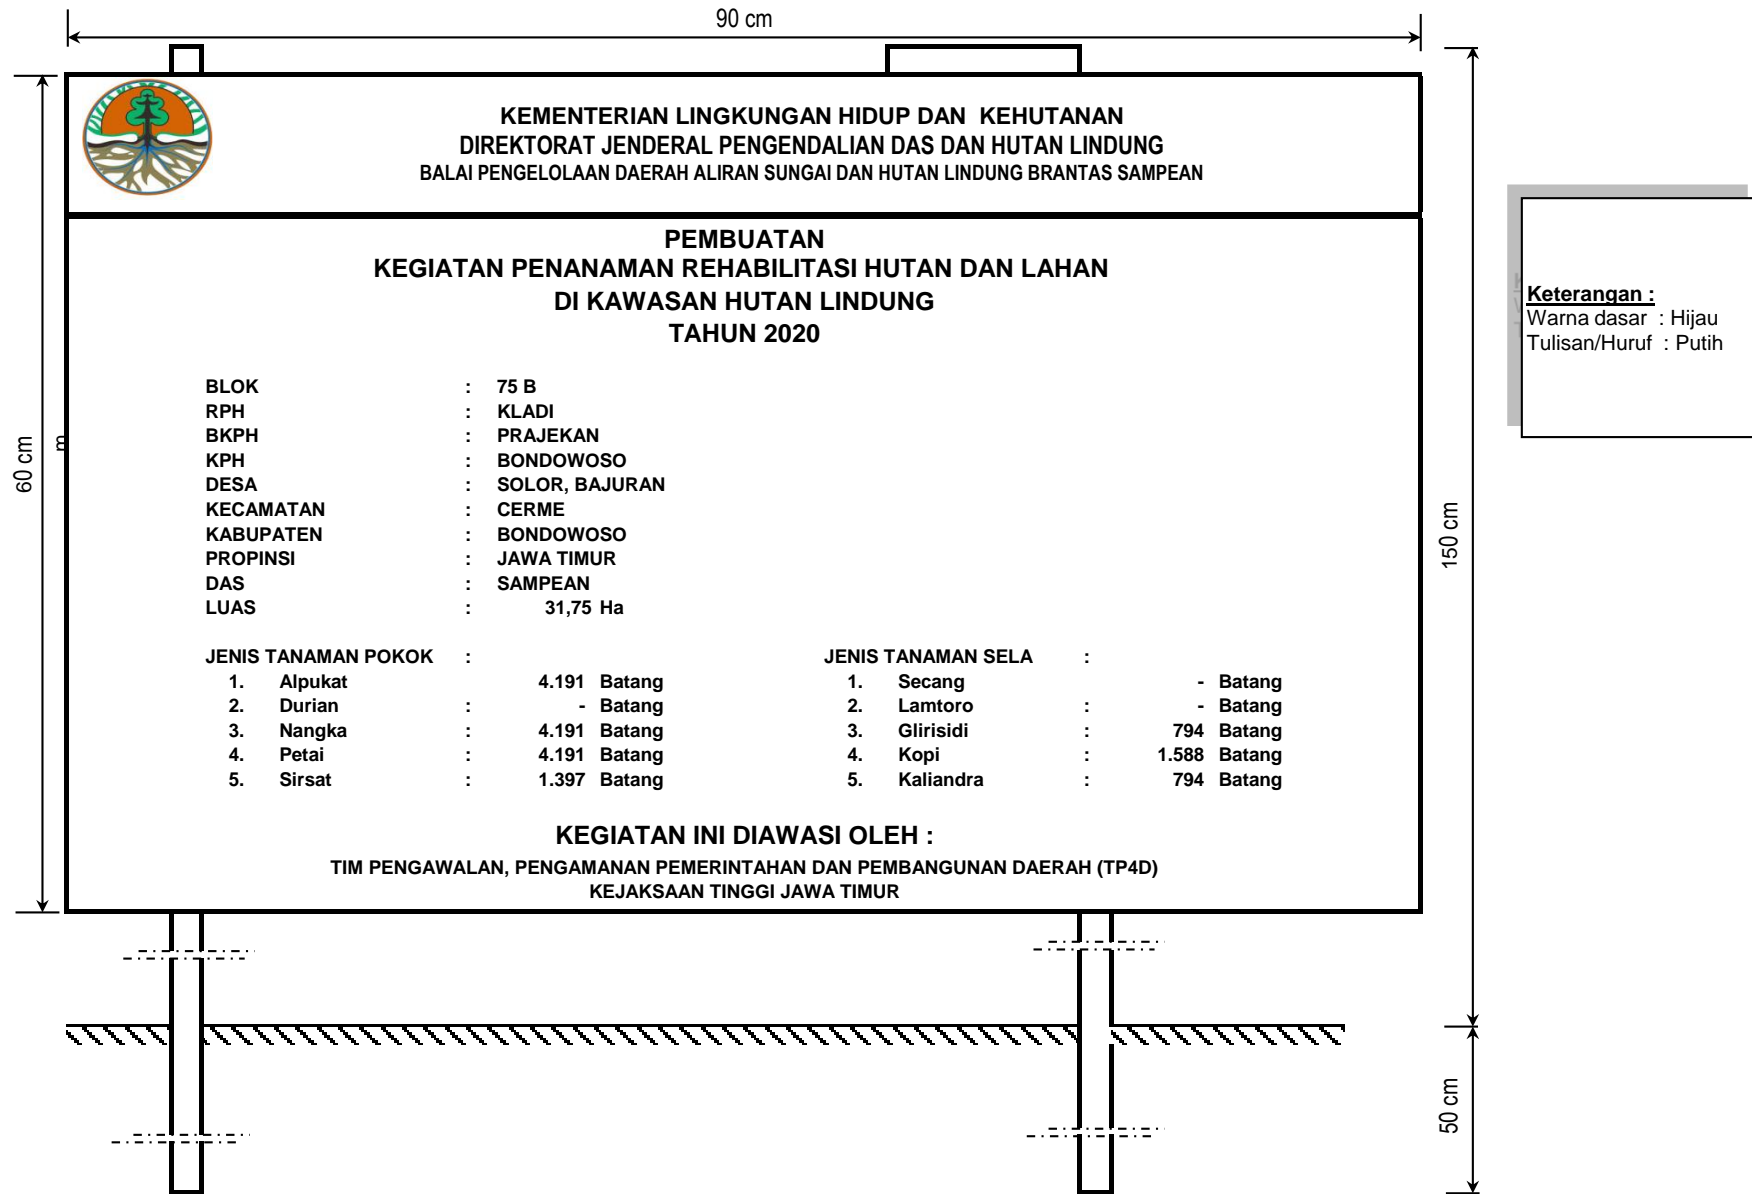 90 cm
KEMENTERIAN LINGKUNGAN HIDUP DAN KEHUTANAN
DIREKTORAT JENDERAL PENGENDALIAN DAS DAN HUTAN LINDUNG
BALAI PENGELOLAAN DAERAH ALIRAN SUNGAI DAN HUTAN LINDUNG BRANTAS SAMPEAN
PEMBUATAN
KEGIATAN PENANAMAN REHABILITASI HUTAN DAN LAHAN
DI KAWASAN HUTAN LINDUNG
TAHUN 2020
BLOK : 75 B
RPH : KLADI
BKPH : PRAJEKAN
KPH : BONDOWOSO
DESA : SOLOR, BAJURAN
KECAMATAN : CERME
KABUPATEN : BONDOWOSO
PROPINSI : JAWA TIMUR
DAS : SAMPEAN
LUAS : 31,75 Ha
JENIS TANAMAN POKOK :
1. Alpukat 4.191 Batang
2. Durian : - Batang
3. Nangka : 4.191 Batang
4. Petai : 4.191 Batang
5. Sirsat : 1.397 Batang
JENIS TANAMAN SELA :
1. Secang - Batang
2. Lamtoro : - Batang
3. Glirisidi : 794 Batang
4. Kopi : 1.588 Batang
5. Kaliandra : 794 Batang
KEGIATAN INI DIAWASI OLEH :
TIM PENGAWALAN, PENGAMANAN PEMERINTAHAN DAN PEMBANGUNAN DAERAH (TP4D)
KEJAKSAAN TINGGI JAWA TIMUR
60 cm
m
150 cm
50 cm
Keterangan :
Warna dasar : Hijau
Tulisan/Huruf : Putih